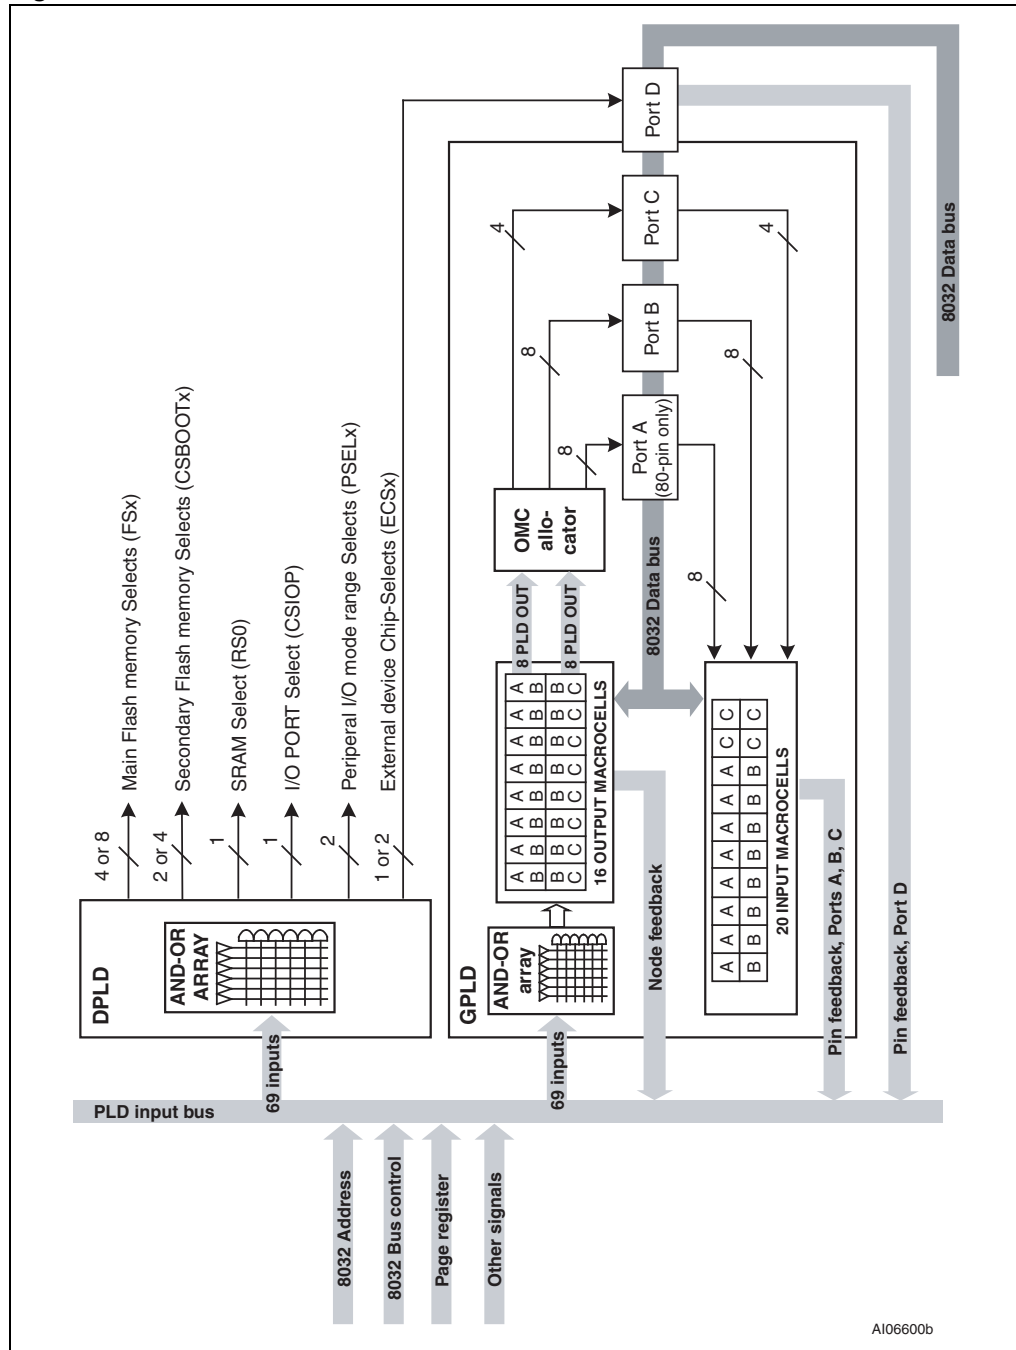 Port D
Port C
Port B
Port A
(80-pin only)
8032 Data bus
4
4
8
8
8
8
Main Flash memory Selects (FSx)
Secondary Flash memory Selects (CSBOOTx)
SRAM Select (RS0)
I/O PORT Select (CSIOP)
Periperal I/O mode range Selects (PSELx)
External device Chip-Selects (ECSx)
4 or 8
2 or 4
1
1
2
1 or 2
OMC
allo-
cator
8032 Data bus
8 PLD OUT
8 PLD OUT
A A A A A A A A
B B B B B B B B
B B B B B B B B
C C C C C C C C
16 OUTPUT MACROCELLS
A A A A A A A A C C
B B B B B B B B C C
20 INPUT MACROCELLS
DPLD
AND-OR
ARRAY
GPLD
AND-OR
array
Node feedback
Pin feedback, Ports A, B, C
Pin feedback, Port D
69 inputs
69 inputs
PLD input bus
8032 Address
8032 Bus control
Page register
Other signals
AI06600b